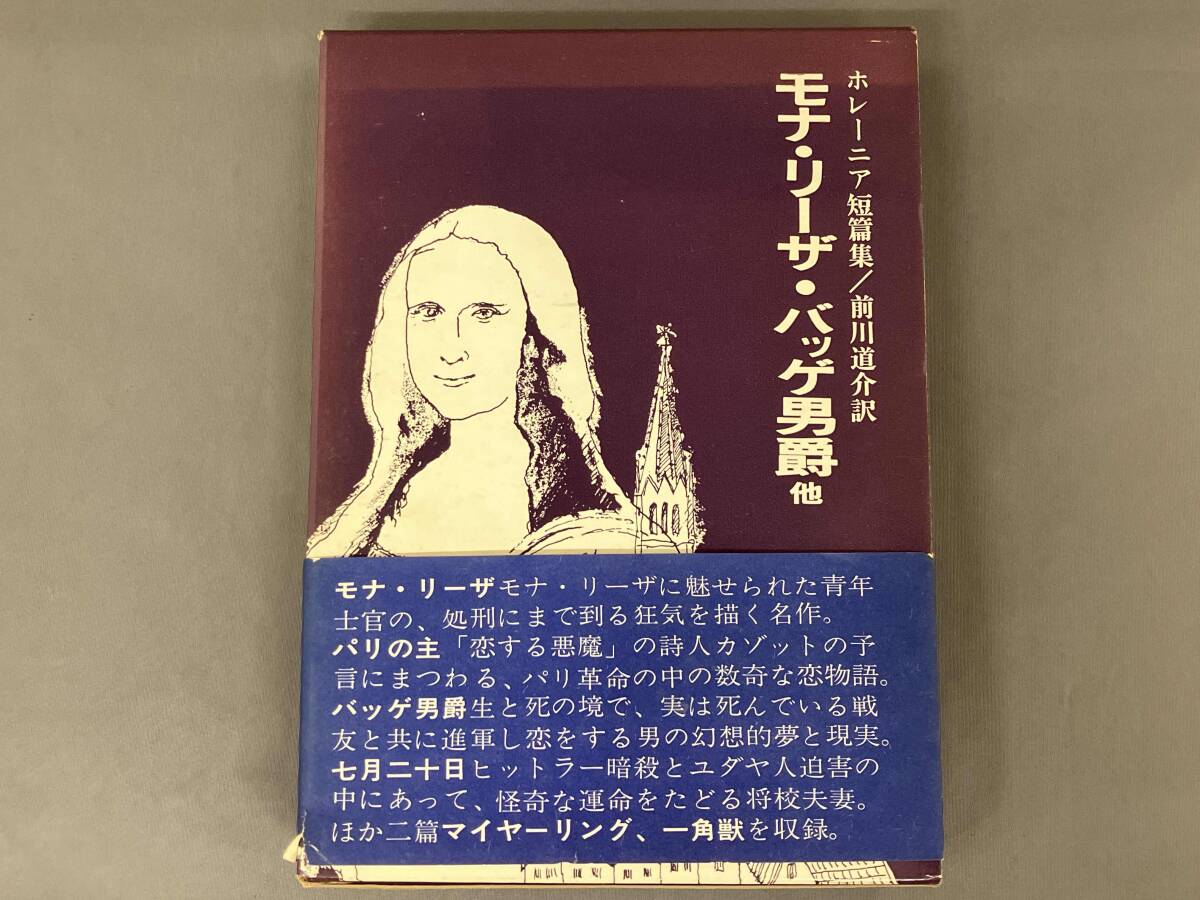 ホレーニア短篇集/前川道介訳
モナ・リーザ・バッゲ男爵 他
モナ・リーザモナ・リーザに魅せられた青年
士官の、処刑にまで到る狂気を描く名作。
パリの主「恋する悪魔」の詩人カゾットの予
言にまつわる、パリ革命の中の数奇な恋物語。
バッゲ男爵生と死の境で、実は死んでいる戦
友と共に進軍し恋をする男の幻想的夢と現実。
七月二十日ヒットラー暗殺とユダヤ人迫害の
中にあって、怪奇な運命をたどる将校夫妻。
ほか二篇マイヤーリング、一角獣を収録。